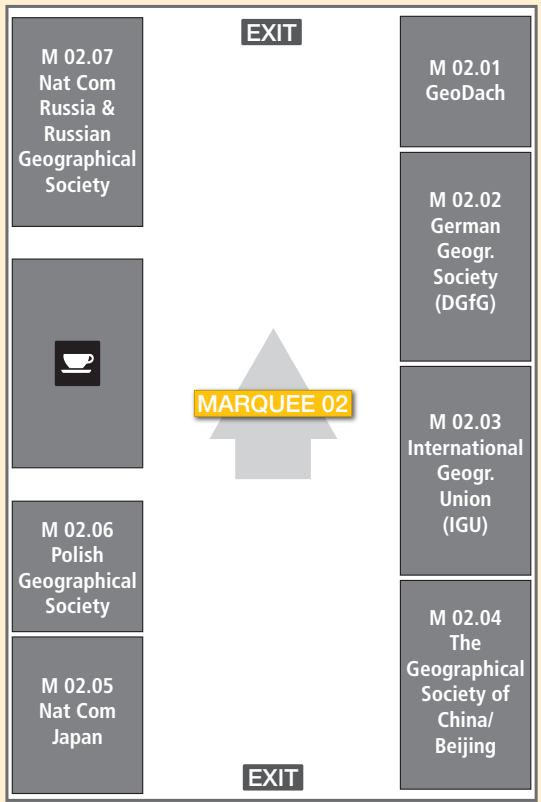 EXIT
M 02.07
Nat Com
Russia &
Russian
Geographical
Society
M 02.01
GeoDach
M 02.02
German
Geogr.
Society
(DGfG)
MARQUEE 02
M 02.03
International
Geogr.
Union
(IGU)
M 02.06
Polish
Geographical
Society
M 02.04
The
Geographical
Society of
China/
Beijing
M 02.05
Nat Com
Japan
EXIT